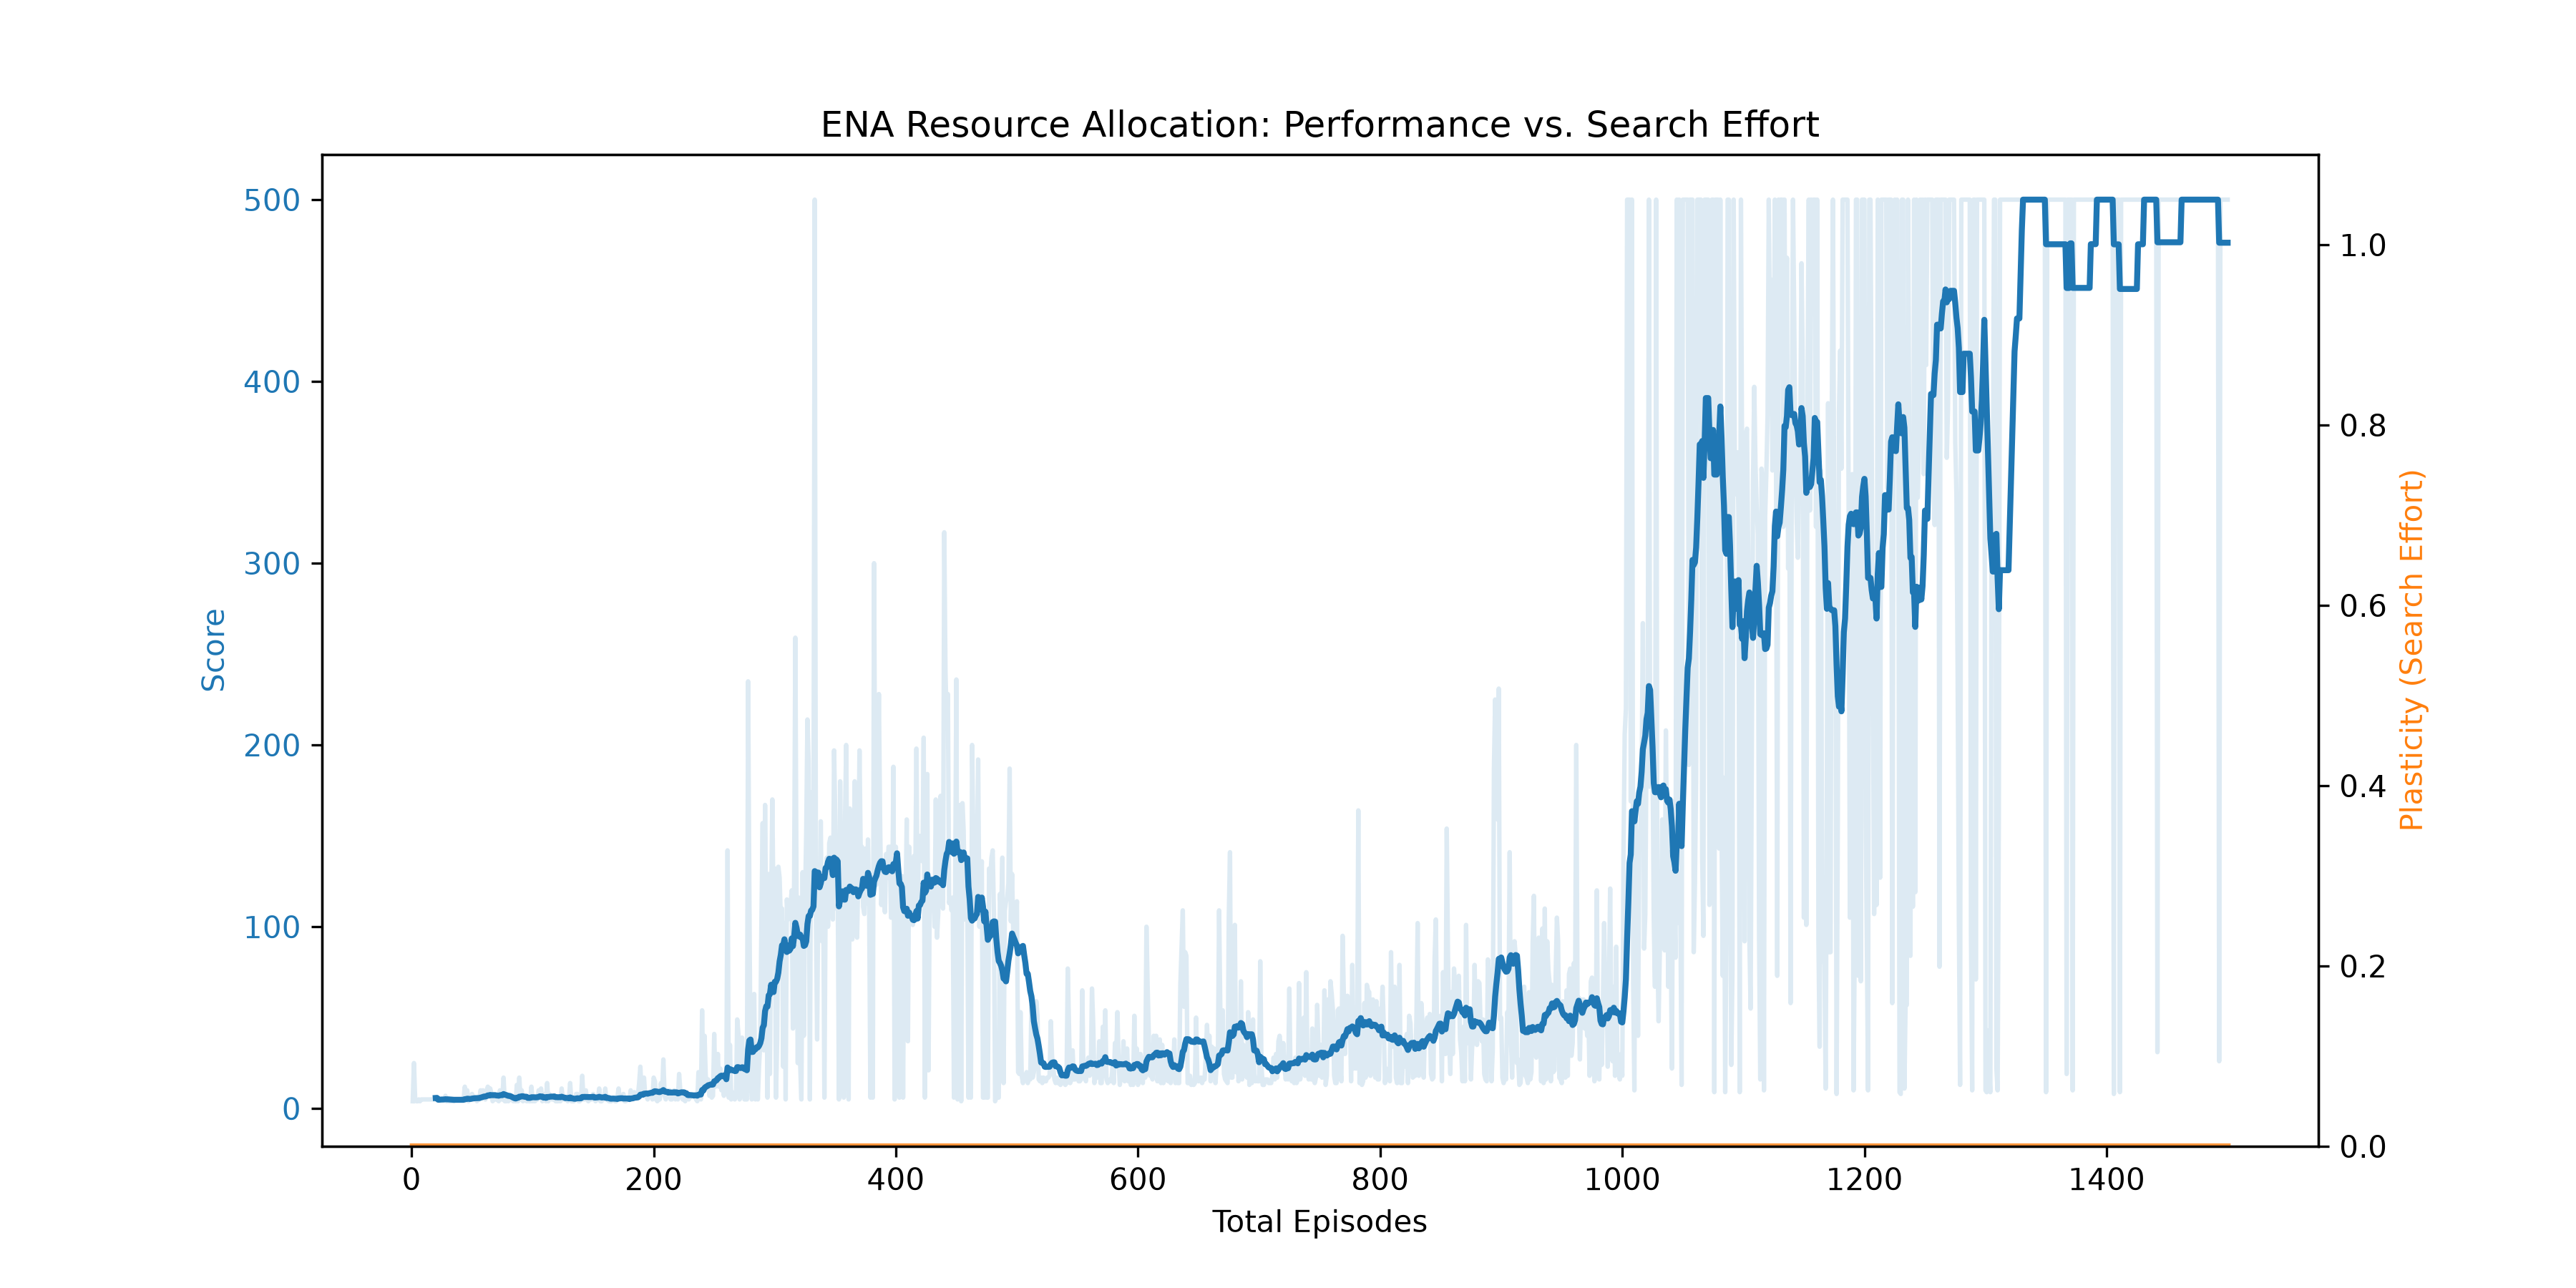 ENA Resource Allocation: Performance vs. Search Effort
500
400
300
200
100
0
Score
1.0
0.8
0.6
0.4
0.2
0.0
Plasticity (Search Effort)
0 200 400 600 800 1000 1200 1400
Total Episodes